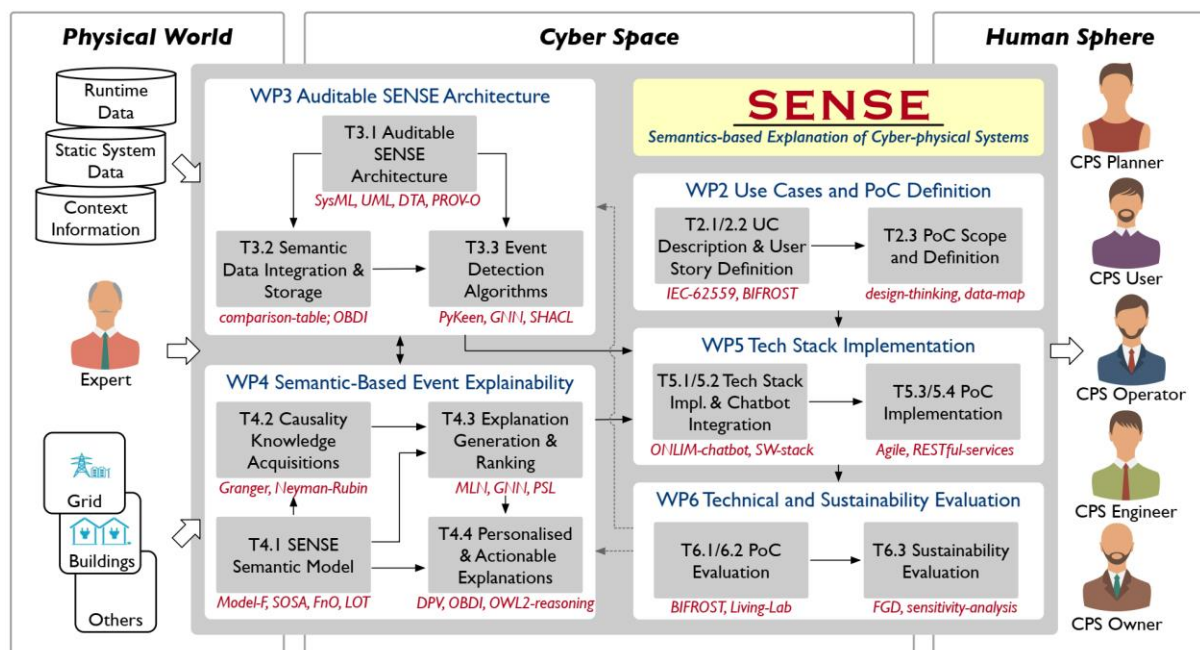 Physical World
Cyber Space
Human Sphere
Runtime
Data
Static System
Data
Context
Information
Expert
Grid
Buildings
Others
WP3 Auditable SENSE Architecture
T3.1 Auditable
SENSE
Architecture
SysML, UML, DTA, PROV-O
T3.2 Semantic
Data Integration &
Storage
comparison-table; OBDI
T3.3 Event
Detection
Algorithms
PyKeen, GNN, SHACL
WP4 Semantic-Based Event Explainability
T4.2 Causality
Knowledge
Acquisitions
Granger, Neyman-Rubin
T4.3 Explanation
Generation &
Ranking
MLN, GNN, PSL
T4.1 SENSE
Semantic Model
Model-F, SOSA, FnO, LOT
T4.4 Personalised
& Actionable
Explanations
DPV, OBDI, OWL2-reasoning
SENSE
Semantics-based Explanation of Cyber-physical Systems
WP2 Use Cases and PoC Definition
T2.1/2.2 UC
Description & User
Story Definition
IEC-62559, BIFROST
T2.3 PoC Scope
and Definition
design-thinking, data-map
WP5 Tech Stack Implementation
T5.1/5.2 Tech Stack
Impl. & Chatbot
Integration
ONLIM-chatbot, SW-stack
T5.3/5.4 PoC
Implementation
Agile, RESTful-services
WP6 Technical and Sustainability Evaluation
T6.1/6.2 PoC
Evaluation
BIFROST, Living-Lab
T6.3 Sustainability
Evaluation
FGD, sensitivity-analysis
CPS Planner
CPS User
CPS Operator
CPS Engineer
CPS Owner